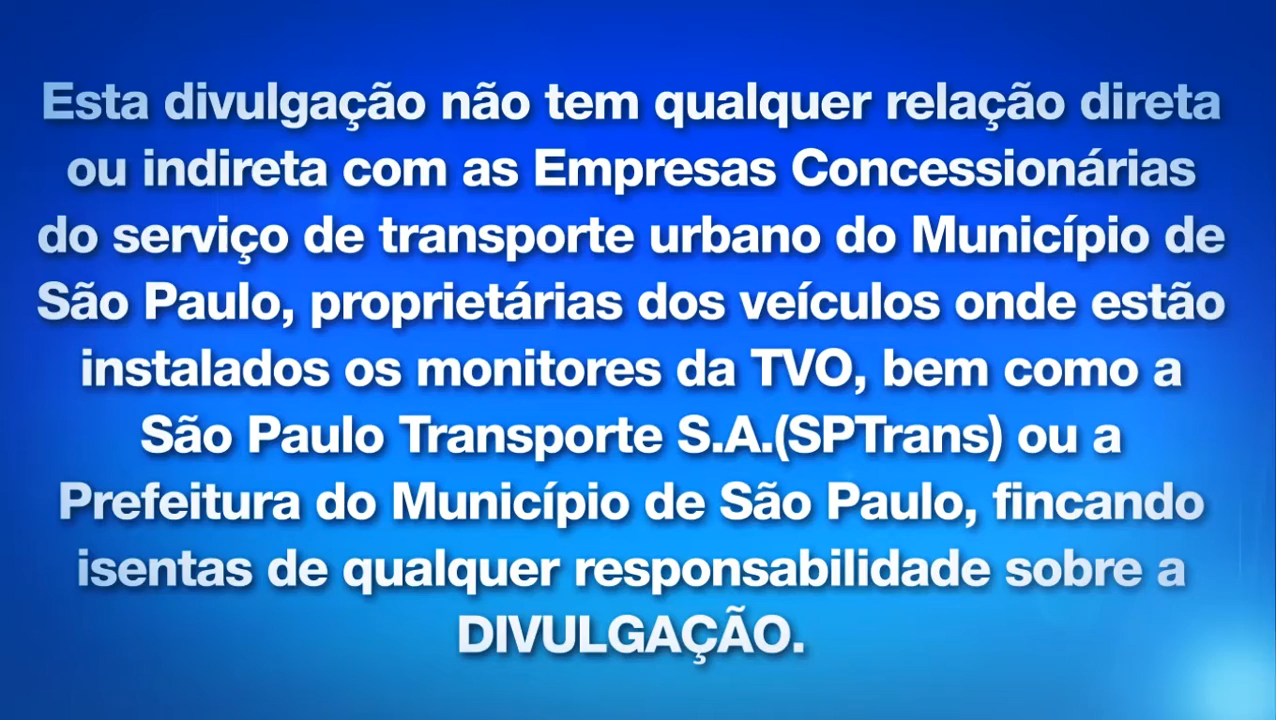 Esta divulgação não tem qualquer relação direta
ou indireta com as Empresas Concessionárias
do serviço de transporte urbano do Município de
São Paulo, proprietárias dos veículos onde estão
instalados os monitores da TVO, bem como a
São Paulo Transporte S.A.(SPTrans) ou a
Prefeitura do Município de São Paulo, fincando
isentas de qualquer responsabilidade sobre a
DIVULGAÇÃO.